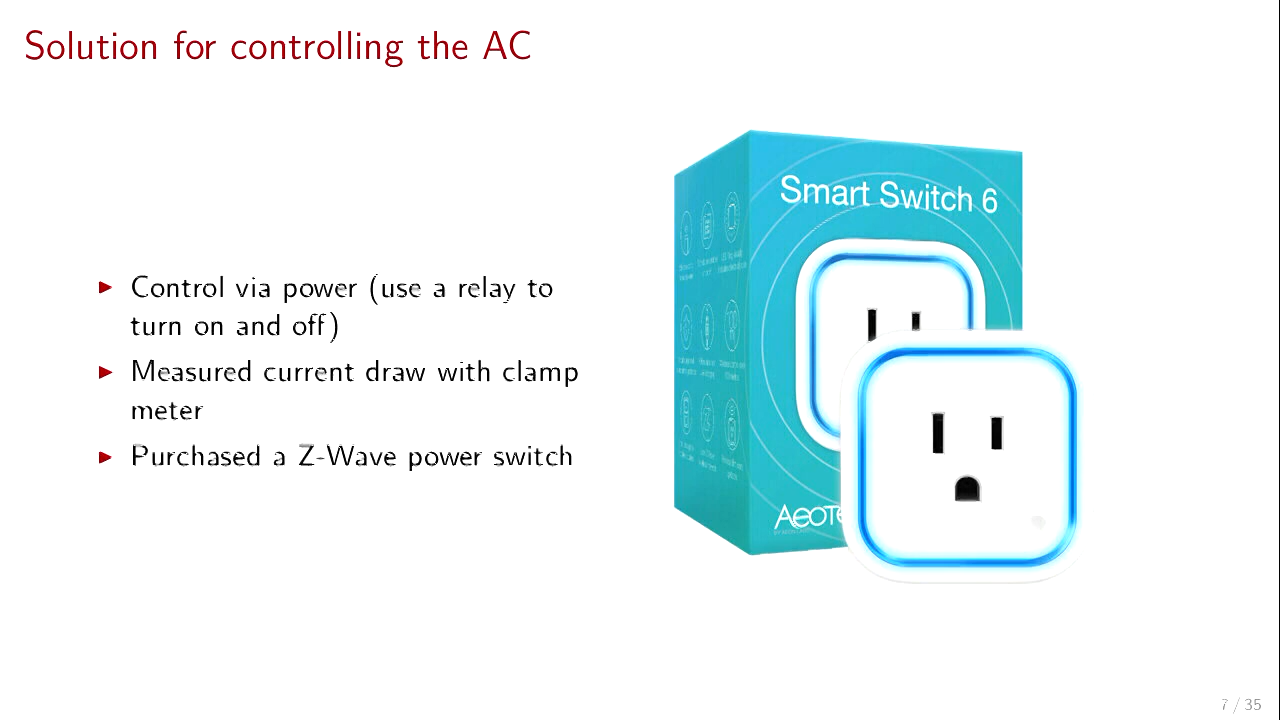 Solution for controlling the AC
Control via power (use a relay to
turn on and off)
Measured current draw with clamp
meter
Purchased a Z-Wave power switch
Smart Switch 6
7 / 35